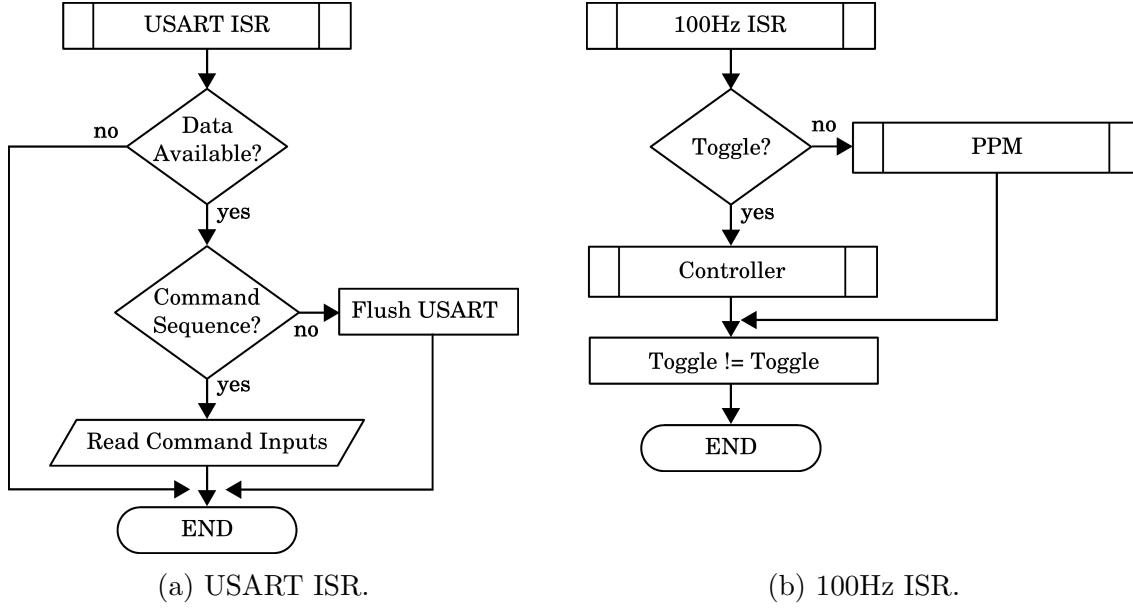 USART ISR
Data
Available?
no
yes
Command
Sequence?
no
Flush USART
yes
Read Command Inputs
END
(a) USART ISR.
100Hz ISR
Toggle?
no
PPM
yes
Controller
Toggle != Toggle
END
(b) 100Hz ISR.